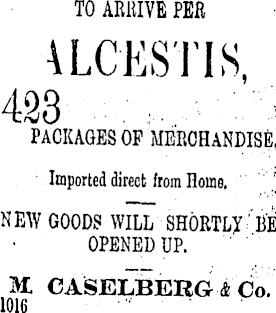 TO ARRIVE PER
ALCESTIS,
423
PACKAGES OF MERCHANDISE,
Imported direct from Home.
NEW GOODS WILL SHORTLY BE
OPENED UP.
M. CASELBERG & Co.
1016